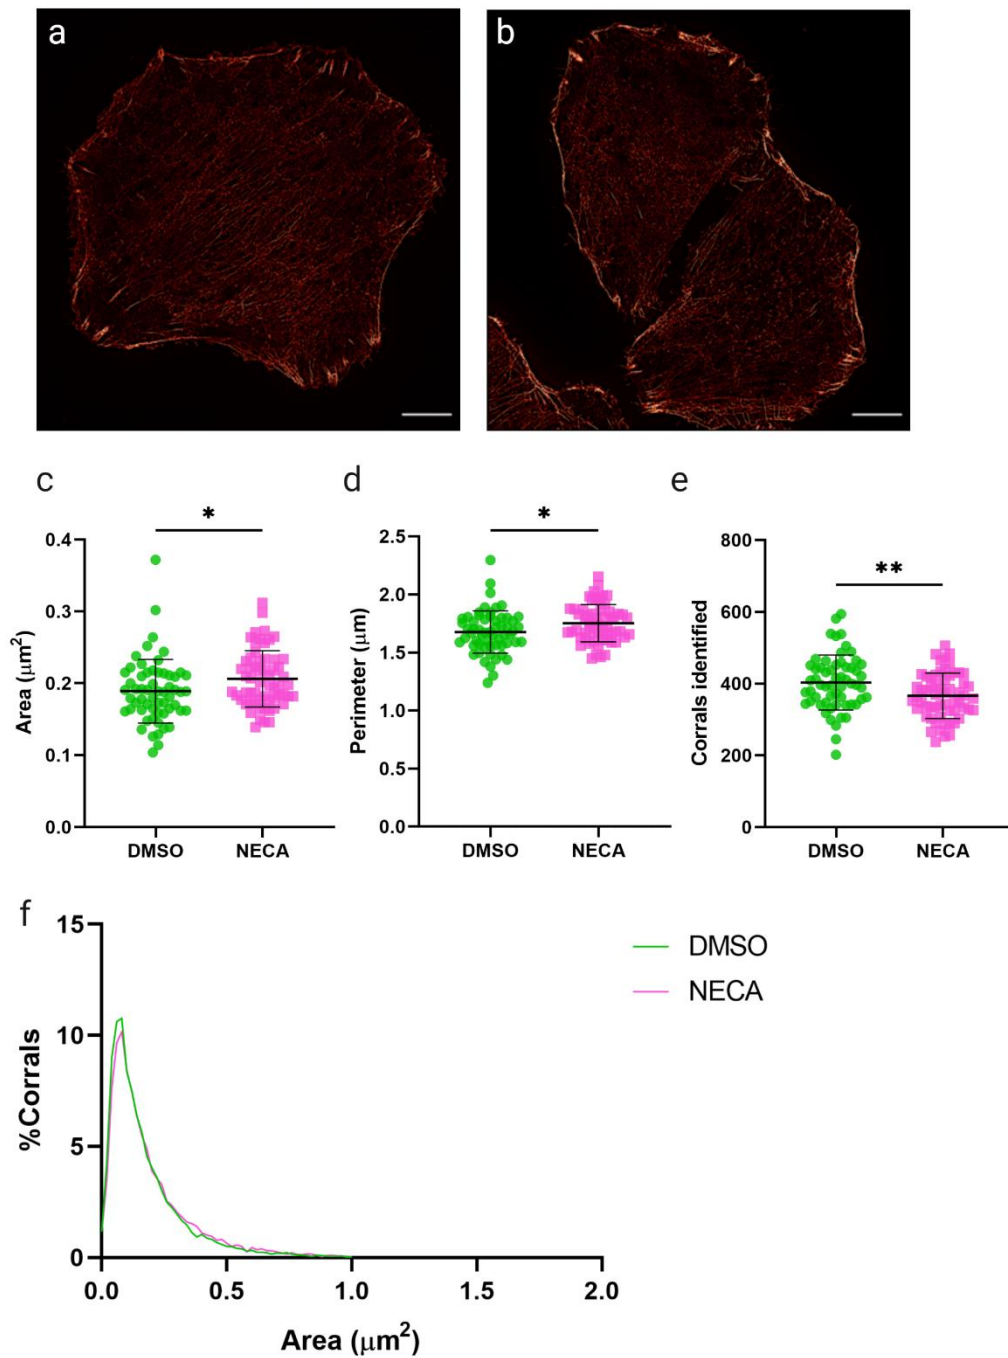 a
b
c
d
e
*
*
**
Area (μm²)
0.4
0.3
0.2
0.1
0.0
DMSO
NECA
Perimeter (μm)
2.5
2.0
1.5
1.0
0.5
0.0
DMSO
NECA
Corrals identified
800
600
400
200
0
DMSO
NECA
f
%Corrals
15
10
5
0
0.0
0.5
1.0
1.5
2.0
Area (μm²)
DMSO
NECA